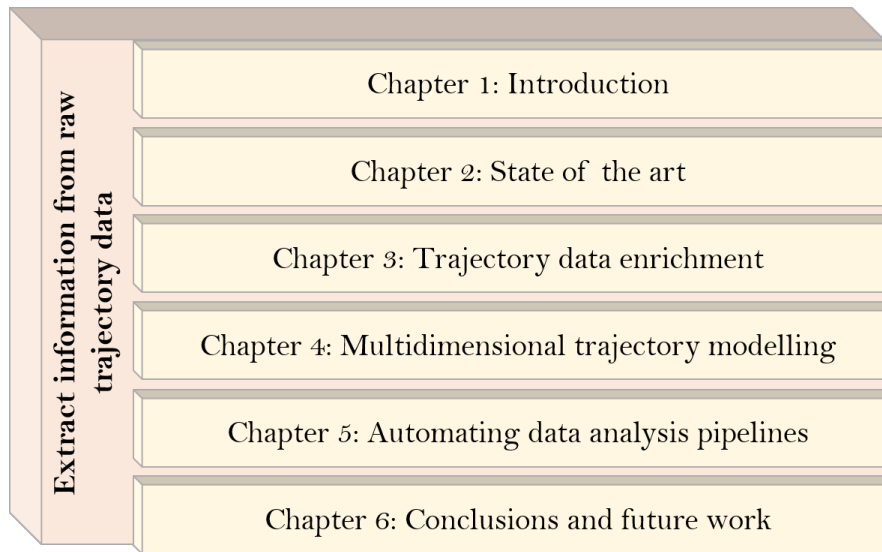 Extract information from raw
trajectory data
Chapter 1: Introduction
Chapter 2: State of the art
Chapter 3: Trajectory data enrichment
Chapter 4: Multidimensional trajectory modelling
Chapter 5: Automating data analysis pipelines
Chapter 6: Conclusions and future work